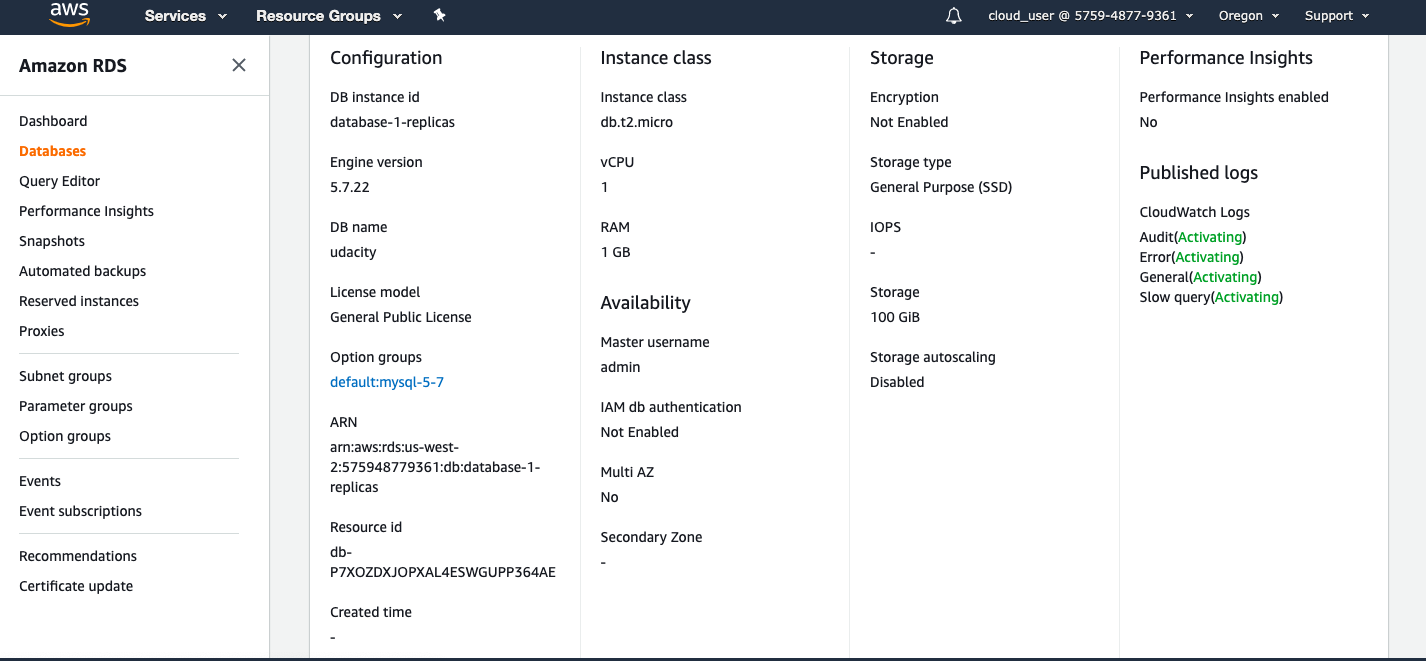 aws
Services
Resource Groups
cloud_user @ 5759-4877-9361
Oregon
Support
Amazon RDS
Dashboard
Databases
Query Editor
Performance Insights
Snapshots
Automated backups
Reserved instances
Proxies
Subnet groups
Parameter groups
Option groups
Events
Event subscriptions
Recommendations
Certificate update
Configuration
DB instance id
database-1-replicas
Engine version
5.7.22
DB name
udacity
License model
General Public License
Option groups
default:mysql-5-7
ARN
arn:aws:rds:us-west-
2:575948779361:db:database-1-
replicas
Resource id
db-
P7XOZDXJOPXAL4ESWGUPP364AE
Created time
-
Instance class
Instance class
db.t2.micro
vCPU
1
RAM
1 GB
Availability
Master username
admin
IAM db authentication
Not Enabled
Multi AZ
No
Secondary Zone
-
Storage
Encryption
Not Enabled
Storage type
General Purpose (SSD)
IOPS
-
Storage
100 GiB
Storage autoscaling
Disabled
Performance Insights
Performance Insights enabled
No
Published logs
CloudWatch Logs
Audit(Activating)
Error(Activating)
General(Activating)
Slow query(Activating)